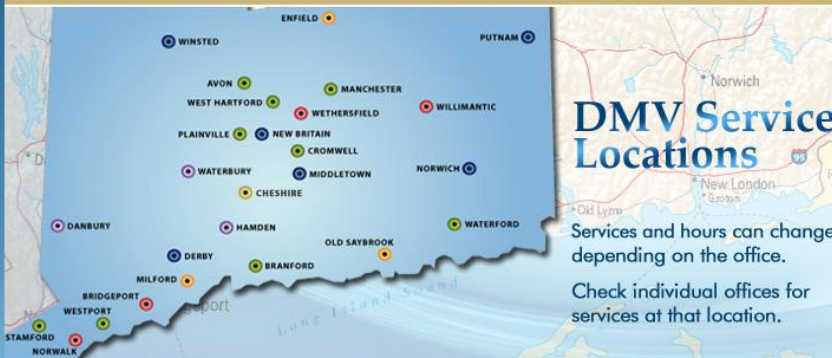 ENFIELD
WINSTED
PUTNAM
AVON
MANCHESTER
Norwich
WEST HARTFORD
WETHERSFIELD
WILLIMANTIC
DMV Service
Locations
PLAINVILLE
NEW BRITAIN
CROMWELL
95
WATERBURY
MIDDLETOWN
NORWICH
New London
Groton
CHESHIRE
Old Lyme
DANBURY
HAMDEN
WATERFORD
Services and hours can change
depending on the office.
OLD SAYBROOK
DERBY
BRANFORD
MILFORD
Check individual offices for
services at that location.
BRIDGEPORT
port
Long Island Sound
WESTPORT
STAMFORD
NORWALK